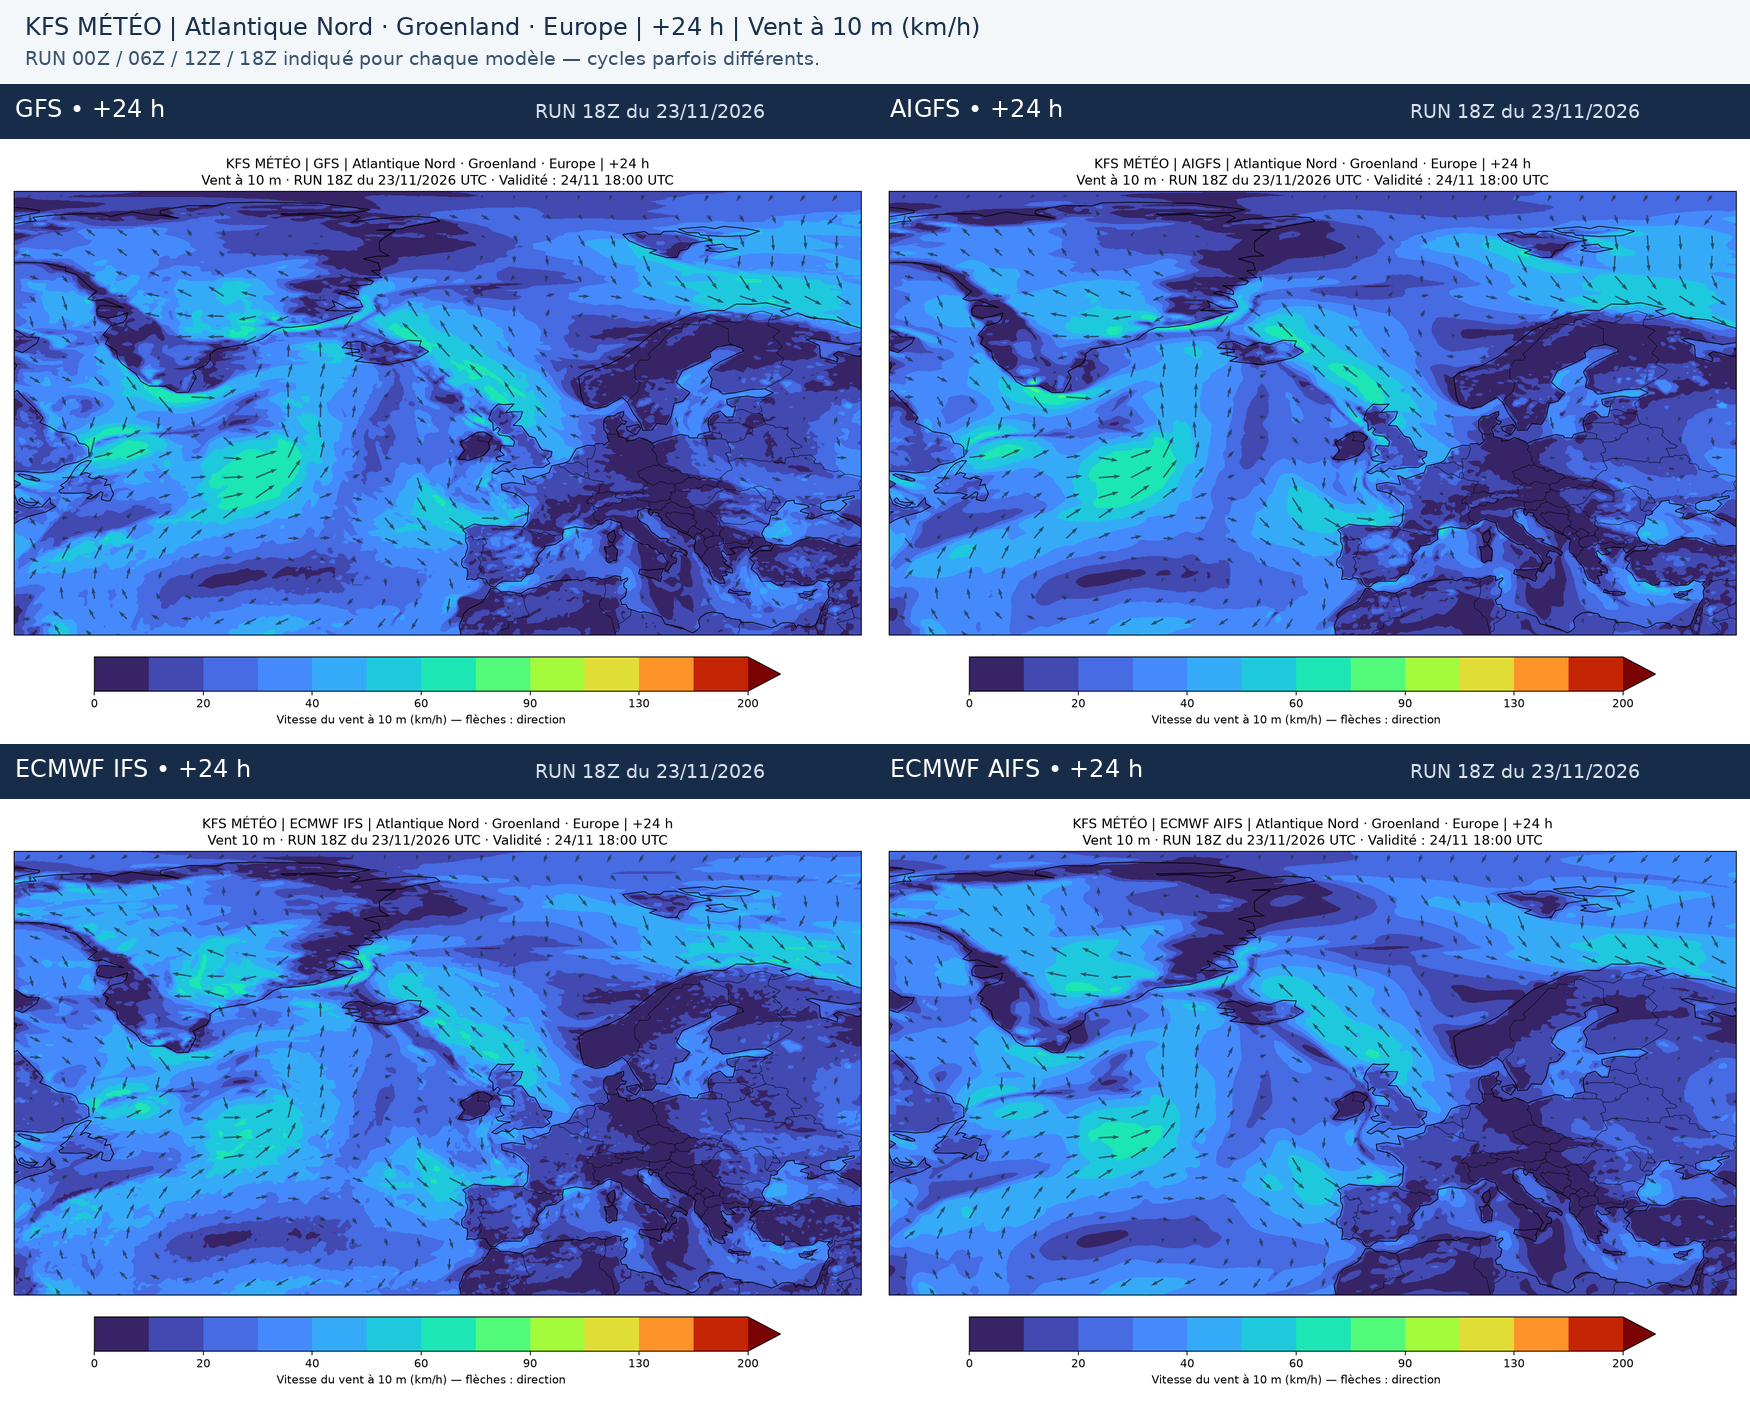 KFS MÉTÉO | Atlantique Nord · Groenland · Europe | +24 h | Vent à 10 m (km/h)
RUN 00Z / 06Z / 12Z / 18Z indiqué pour chaque modèle — cycles parfois différents.
GFS • +24 h
RUN 18Z du 23/11/2026
KFS MÉTÉO | GFS | Atlantique Nord · Groenland · Europe | +24 h
Vent à 10 m · RUN 18Z du 23/11/2026 UTC · Validité : 24/11 18:00 UTC
0 20 40 60 90 130 200
Vitesse du vent à 10 m (km/h) — flèches : direction
AIGFS • +24 h
RUN 18Z du 23/11/2026
KFS MÉTÉO | AIGFS | Atlantique Nord · Groenland · Europe | +24 h
Vent à 10 m · RUN 18Z du 23/11/2026 UTC · Validité : 24/11 18:00 UTC
0 20 40 60 90 130 200
Vitesse du vent à 10 m (km/h) — flèches : direction
ECMWF IFS • +24 h
RUN 18Z du 23/11/2026
KFS MÉTÉO | ECMWF IFS | Atlantique Nord · Groenland · Europe | +24 h
Vent 10 m · RUN 18Z du 23/11/2026 UTC · Validité : 24/11 18:00 UTC
0 20 40 60 90 130 200
Vitesse du vent à 10 m (km/h) — flèches : direction
ECMWF AIFS • +24 h
RUN 18Z du 23/11/2026
KFS MÉTÉO | ECMWF AIFS | Atlantique Nord · Groenland · Europe | +24 h
Vent 10 m · RUN 18Z du 23/11/2026 UTC · Validité : 24/11 18:00 UTC
0 20 40 60 90 130 200
Vitesse du vent à 10 m (km/h) — flèches : direction